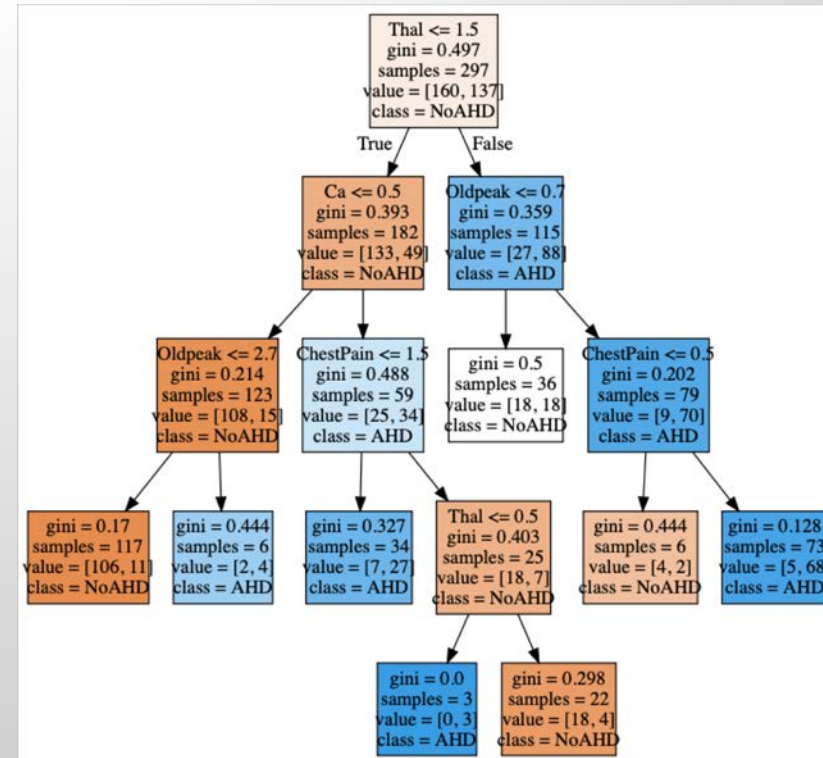 Thal <= 1.5
gini = 0.497
samples = 297
value = [160, 137]
class = NoAHD
True
False
Ca <= 0.5
gini = 0.393
samples = 182
value = [133, 49]
class = NoAHD
Oldpeak <= 0.7
gini = 0.359
samples = 115
value = [27, 88]
class = AHD
Oldpeak <= 2.7
gini = 0.214
samples = 123
value = [108, 15]
class = NoAHD
ChestPain <= 1.5
gini = 0.488
samples = 59
value = [25, 34]
class = AHD
gini = 0.5
samples = 36
value = [18, 18]
class = NoAHD
ChestPain <= 0.5
gini = 0.202
samples = 79
value = [9, 70]
class = AHD
gini = 0.17
samples = 117
value = [106, 11]
class = NoAHD
gini = 0.444
samples = 6
value = [2, 4]
class = AHD
gini = 0.327
samples = 34
value = [7, 27]
class = AHD
Thal <= 0.5
gini = 0.403
samples = 25
value = [18, 7]
class = NoAHD
gini = 0.444
samples = 6
value = [4, 2]
class = NoAHD
gini = 0.128
samples = 73
value = [5, 68]
class = AHD
gini = 0.0
samples = 3
value = [0, 3]
class = AHD
gini = 0.298
samples = 22
value = [18, 4]
class = NoAHD